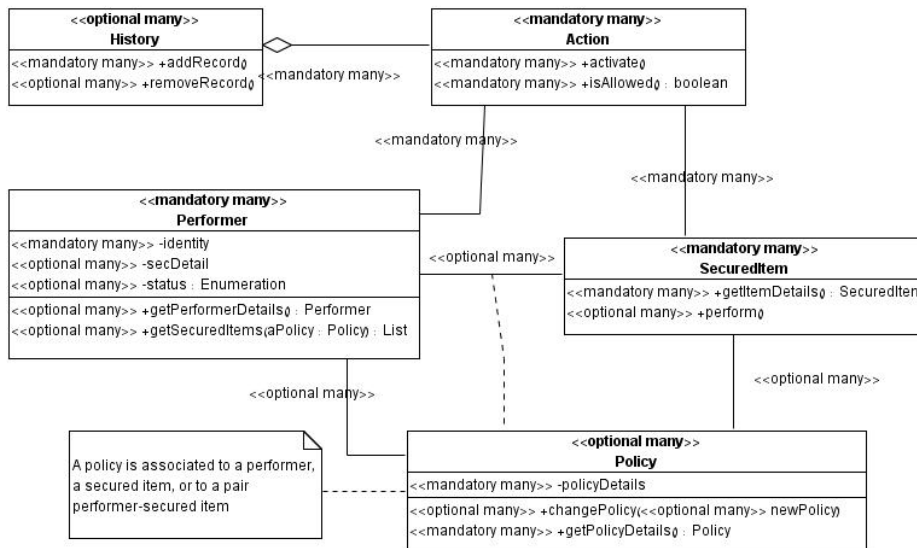 <<optional many>>
History
<<mandatory many>> +addRecord()
<<optional many>> +removeRecord()
<<mandatory many>>
<<mandatory many>>
Action
<<mandatory many>> +activate()
<<mandatory many>> +isAllowed() : boolean
<<mandatory many>>
<<mandatory many>>
<<mandatory many>>
Performer
<<mandatory many>> -identity
<<optional many>> -secDetail
<<optional many>> -status : Enumeration
<<optional many>> +getPerformerDetails() : Performer
<<optional many>> +getSecuredItems(aPolicy : Policy) : List
<<optional many>>
<<mandatory many>>
SecuredItem
<<mandatory many>> +getItemDetails() : SecuredItem
<<optional many>> +perform()
<<optional many>>
<<optional many>>
A policy is associated to a performer,
a secured item, or to a pair
performer-secured item
<<optional many>>
Policy
<<mandatory many>> -policyDetails
<<optional many>> +changePolicy(<<optional many>> newPolicy)
<<mandatory many>> +getPolicyDetails() : Policy